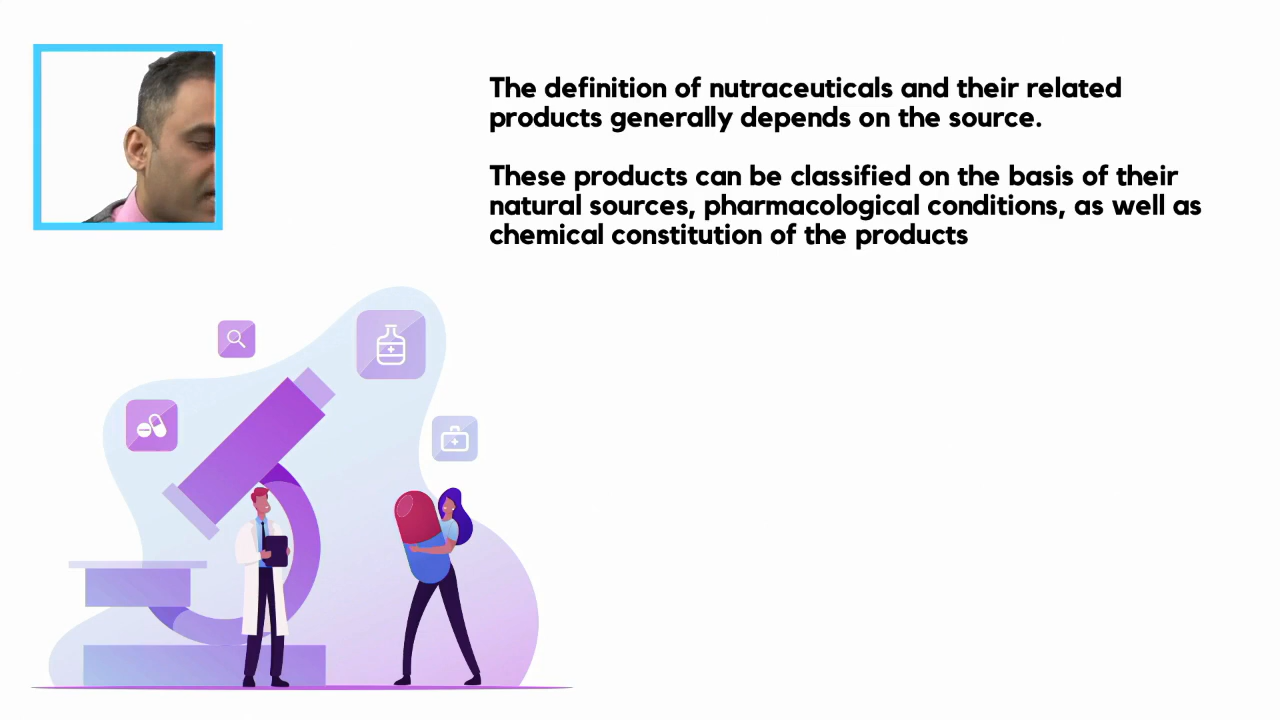 The definition of nutraceuticals and their related
products generally depends on the source.
These products can be classified on the basis of their
natural sources, pharmacological conditions, as well as
chemical constitution of the products